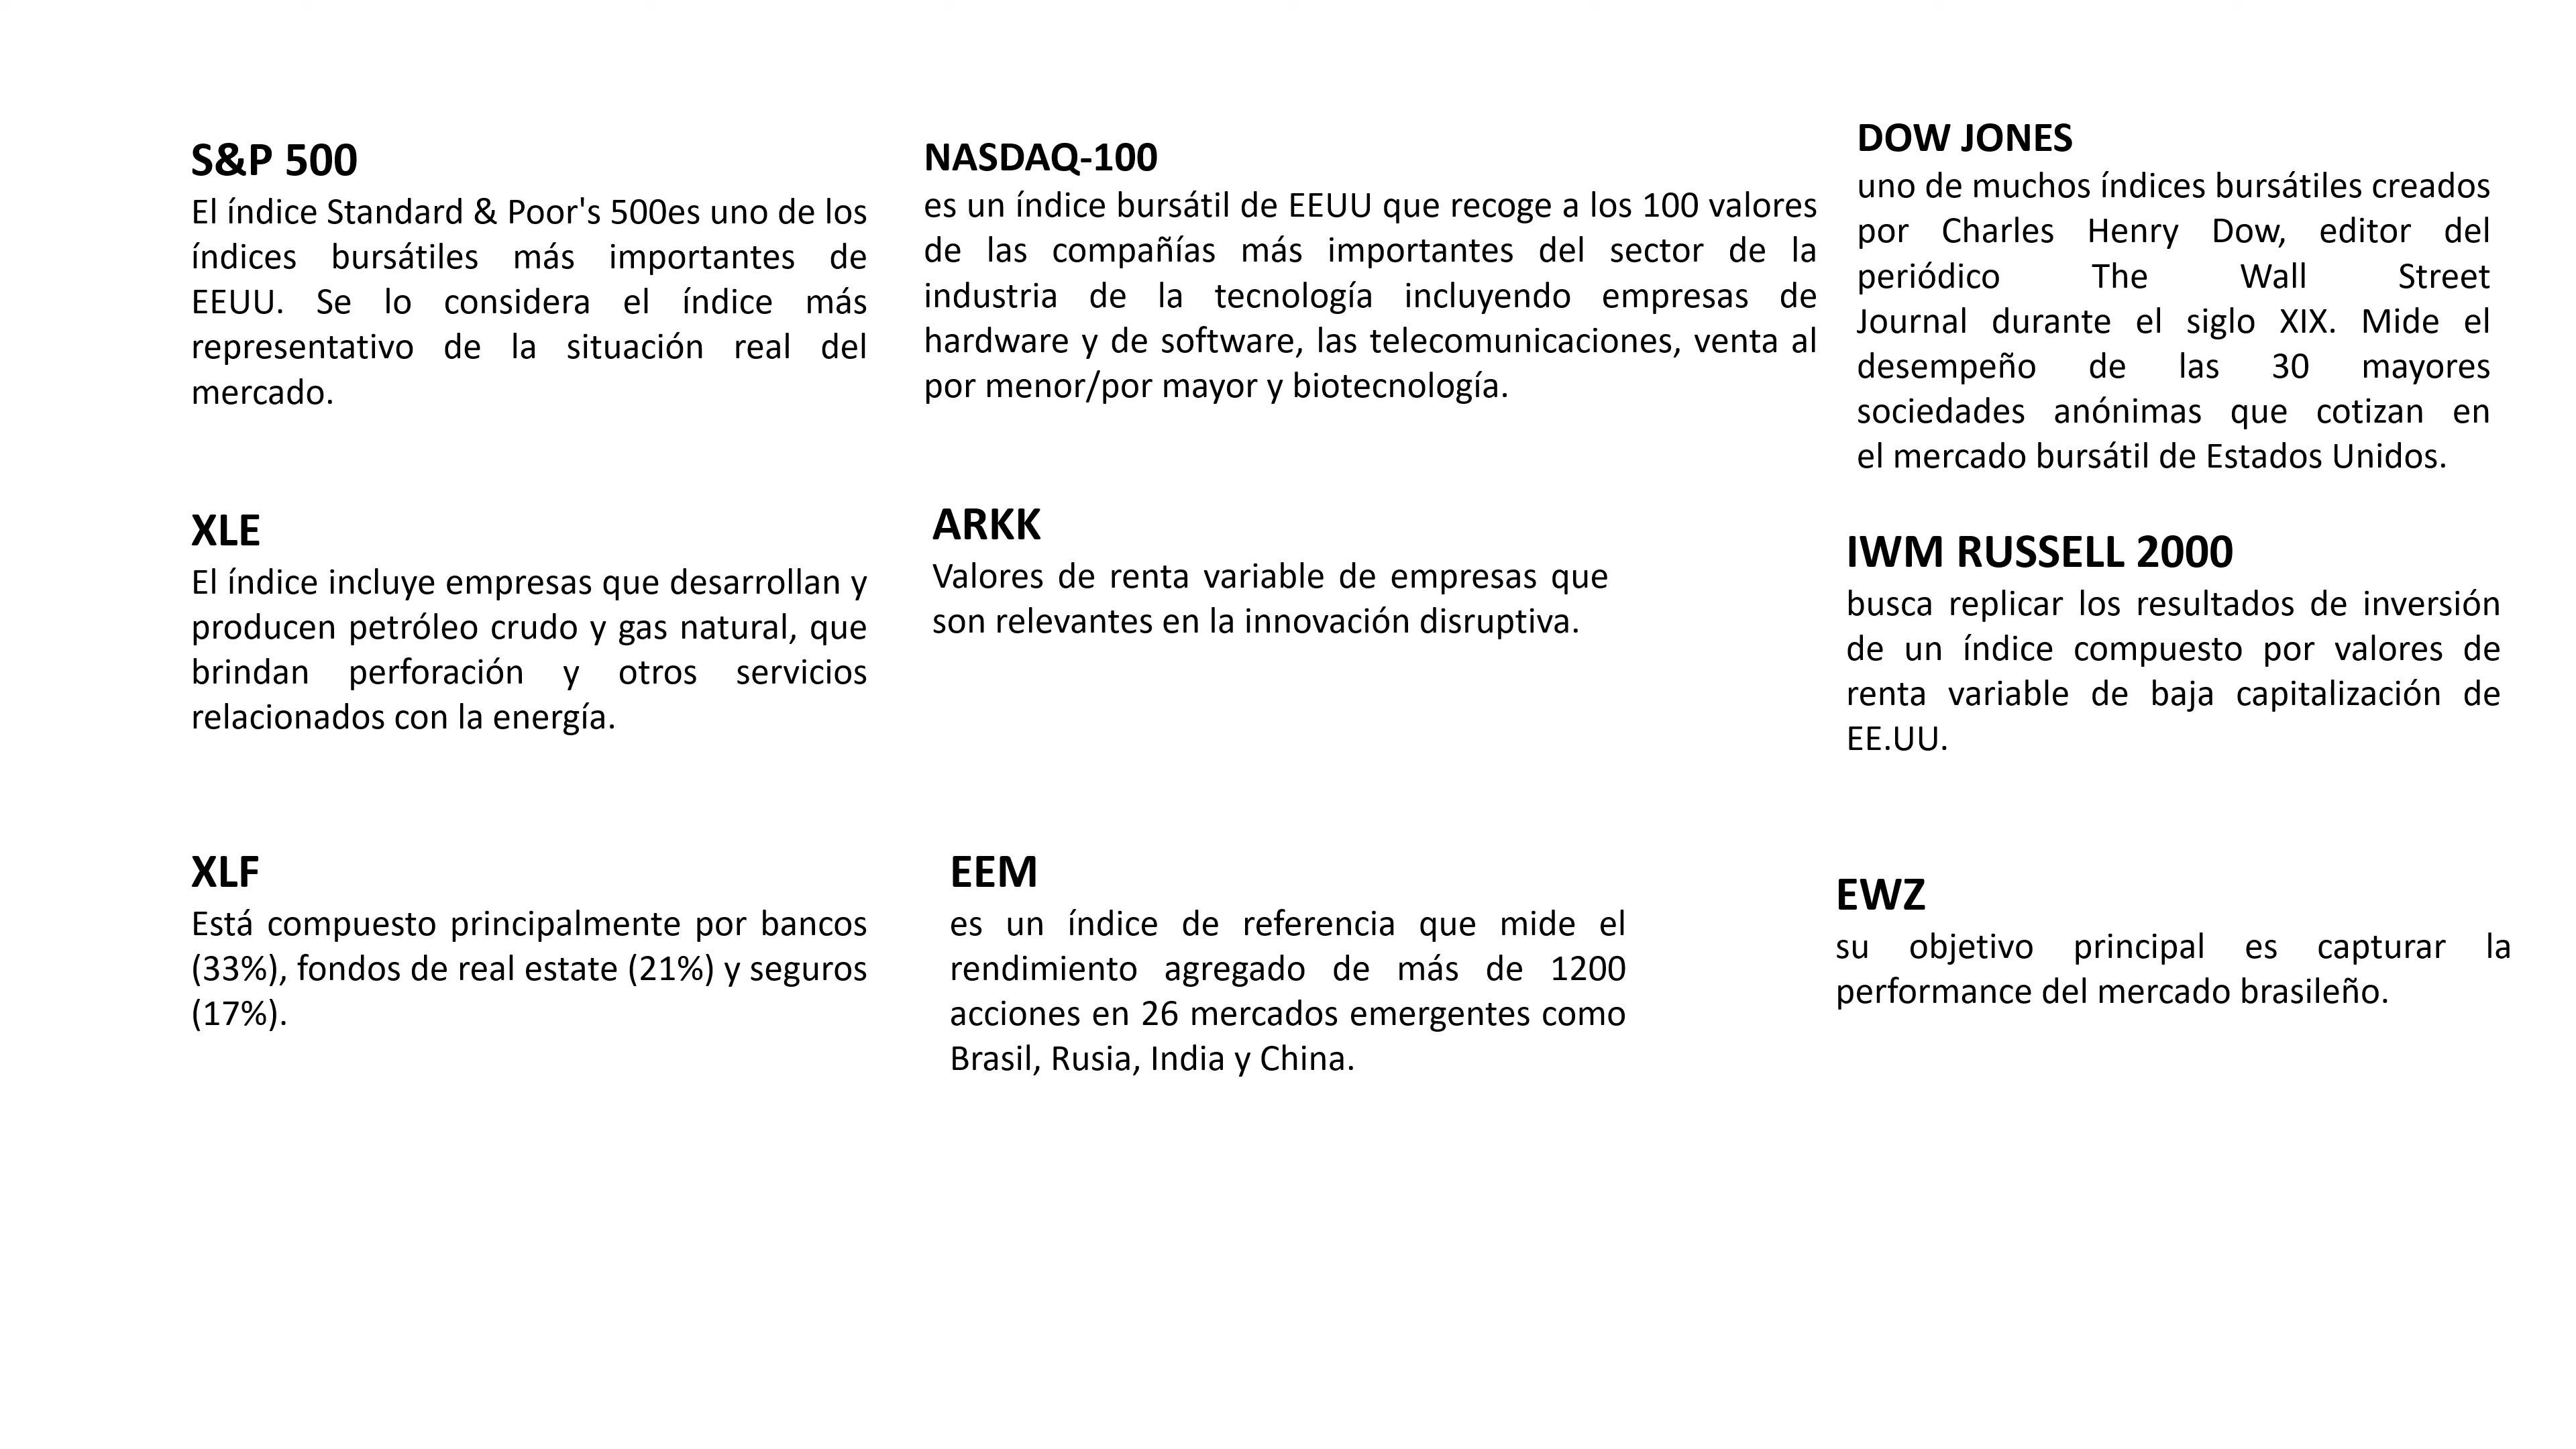 S&P 500
El índice Standard & Poor's 500es uno de los
índices bursátiles más importantes de
EEUU. Se lo considera el índice más
representativo de la situación real del
mercado.
NASDAQ-100
es un índice bursátil de EEUU que recoge a los 100 valores
de las compañías más importantes del sector de la
industria de la tecnología incluyendo empresas de
hardware y de software, las telecomunicaciones, venta al
por menor/por mayor y biotecnología.
DOW JONES
uno de muchos índices bursátiles creados
por Charles Henry Dow, editor del
periódico The Wall Street
Journal durante el siglo XIX. Mide el
desempeño de las 30 mayores
sociedades anónimas que cotizan en
el mercado bursátil de Estados Unidos.
XLE
El índice incluye empresas que desarrollan y
producen petróleo crudo y gas natural, que
brindan perforación y otros servicios
relacionados con la energía.
ARKK
Valores de renta variable de empresas que
son relevantes en la innovación disruptiva.
IWM RUSSELL 2000
busca replicar los resultados de inversión
de un índice compuesto por valores de
renta variable de baja capitalización de
EE.UU.
XLF
Está compuesto principalmente por bancos
(33%), fondos de real estate (21%) y seguros
(17%).
EEM
es un índice de referencia que mide el
rendimiento agregado de más de 1200
acciones en 26 mercados emergentes como
Brasil, Rusia, India y China.
EWZ
su objetivo principal es capturar la
performance del mercado brasileño.